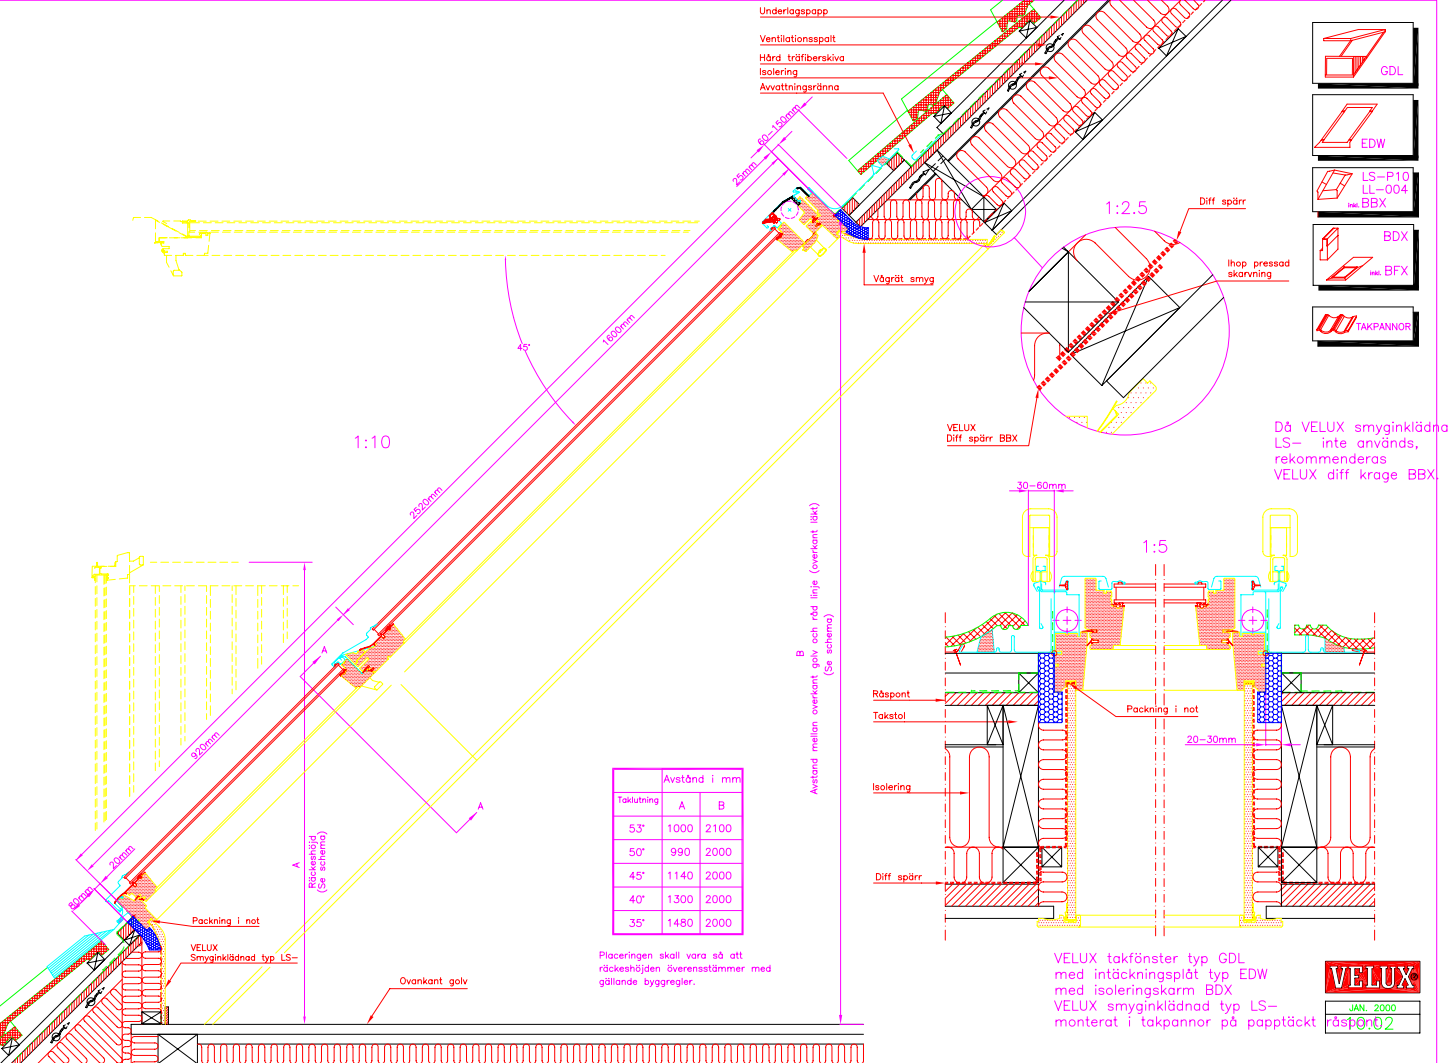 Underlagspapp
Ventilationsspalt
Hård träfiberskiva
Isolering
Avvattningsränna
60-150mm
25mm
1600mm
45°
1:10
2520mm
920mm
20mm
80mm
Vågrät smyg
1:2.5
Diff spärr
Ihop pressad
skarvning
VELUX
Diff spärr BBX
GDL
EDW
LS-P10
LL-004
inkl. BBX
BDX
inkl. BFX
TAKPANNOR
Då VELUX smyginklädna
LS- inte används,
rekommenderas
VELUX diff krage BBX.
A
A
A
Räckeshöjd
(Se schema)
B
Avstand mellan overkant golv och råd linje (overkant läkt)
(Se schema)
Avstånd i mm
Taklutning A B
53° 1000 2100
50° 990 2000
45° 1140 2000
40° 1300 2000
35° 1480 2000
Placeringen skall vara så att
räckeshöjden överensstämmer med
gällande byggregler.
Packning i not
VELUX
Smyginklädnad typ LS-
Ovankant golv
30-60mm
1:5
Råspont
Takstol
Packning i not
20-30mm
Isolering
Diff spärr
VELUX takfönster typ GDL
med intäckningsplåt typ EDW
med isoleringskarm BDX
VELUX smyginklädnad typ LS-
monterat i takpannor på papptäckt råspont.
VELUX
JAN. 2000